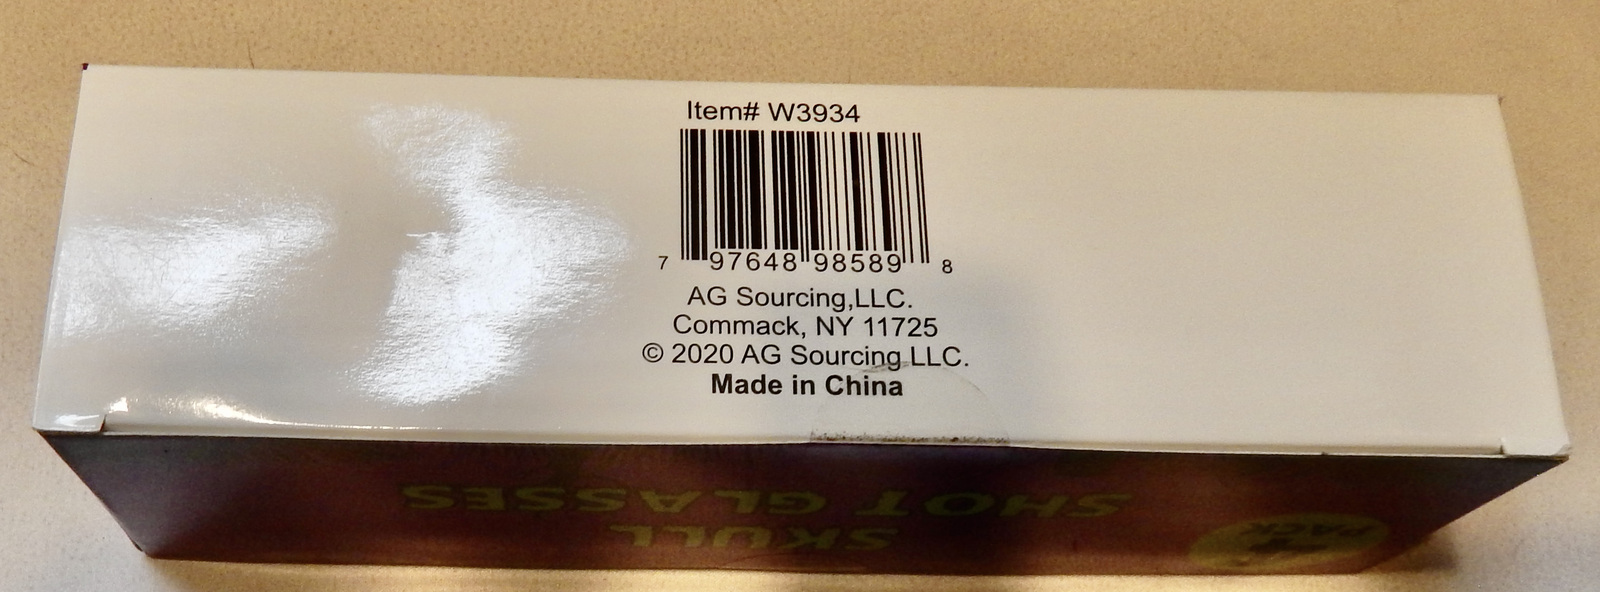 Item# W3934
7 97648 98589 8
AG Sourcing,LLC.
Commack, NY 11725
© 2020 AG Sourcing LLC.
Made in China
SKULL
SHOT GLASSES
PACK